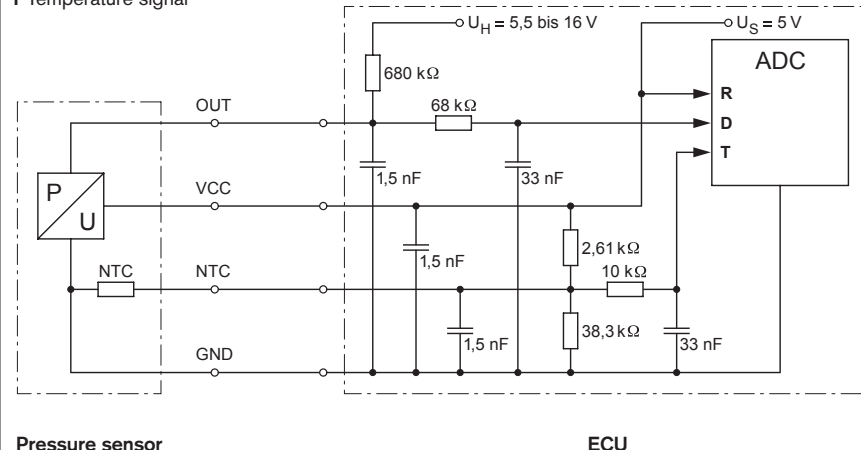 T Temperature signal
U_H = 5,5 bis 16 V
U_S = 5 V
ADC
680 kΩ
R
OUT
68 kΩ
D
T
1,5 nF
33 nF
P
U
VCC
1,5 nF
2,61 kΩ
NTC
NTC
10 kΩ
1,5 nF
38,3 kΩ
33 nF
GND
Pressure sensor
ECU